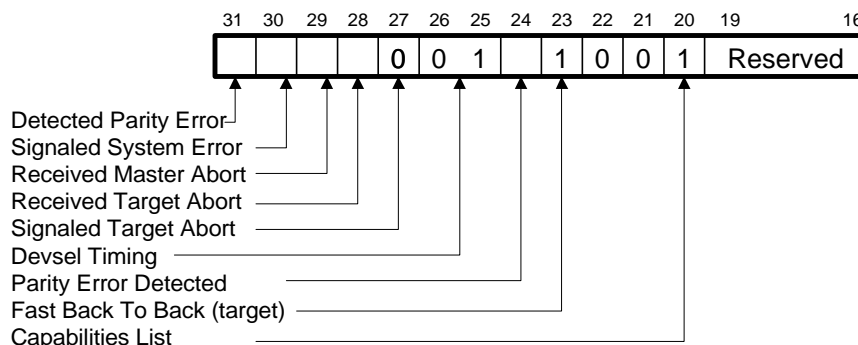 31 30 29 28 27 26 25 24 23 22 21 20 19 16
0 0 1 1 0 0 1 Reserved
Detected Parity Error
Signaled System Error
Received Master Abort
Received Target Abort
Signaled Target Abort
Devsel Timing
Parity Error Detected
Fast Back To Back (target)
Capabilities List